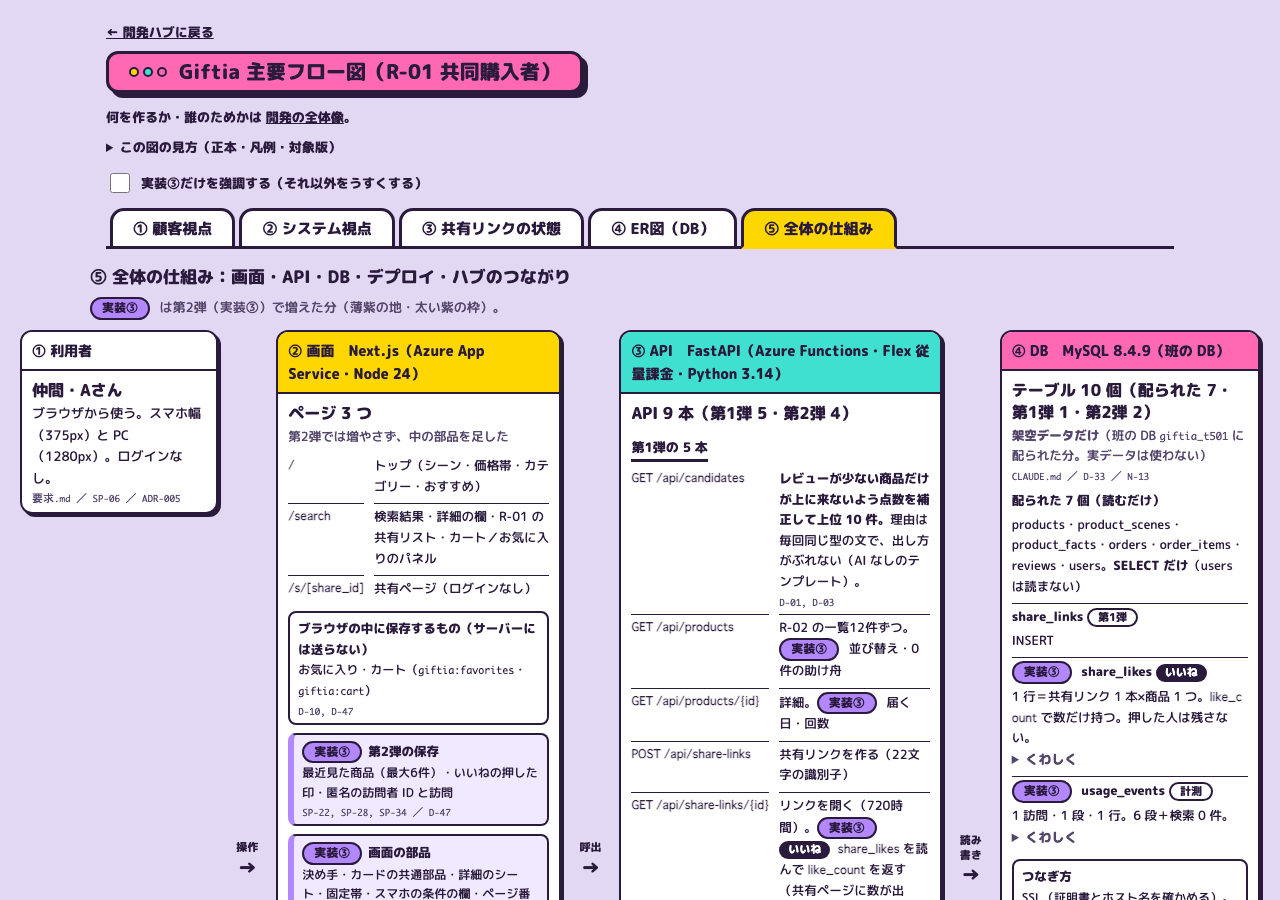 ← 開発ハブに戻る
Giftia 主要フロー図（R-01 共同購入者）
何を作るか・誰のためかは 開発の全体像。
▶ この図の見方（正本・凡例・対象版）
実装③だけを強調する（それ以外をうすくする）
① 顧客視点
② システム視点
③ 共有リンクの状態
④ ER図（DB）
⑤ 全体の仕組み
⑤ 全体の仕組み：画面・API・DB・デプロイ・ハブのつながり
実装③ は第2弾（実装③）で増えた分（薄紫の地・太い紫の枠）。
① 利用者
仲間・Aさん
ブラウザから使う。スマホ幅
（375px）と PC
（1280px）。ログインな
し。
要求.md ／ SP-06 ／ ADR-005
操作
→
② 画面　Next.js（Azure App
Service・Node 24）
ページ 3 つ
第2弾では増やさず、中の部品を足した
/
トップ（シーン・価格帯・カテ
ゴリー・おすすめ）
/search
検索結果・詳細の欄・R-01 の
共有リスト・カート／お気に入
りのパネル
/s/[share_id]
共有ページ（ログインなし）
ブラウザの中に保存するもの（サーバーに
は送らない）
お気に入り・カート（giftia:favorites・
giftia:cart）
D-10, D-47
実装③ 第2弾の保存
最近見た商品（最大6件）・いいねの押した
印・匿名の訪問者 ID と訪問
SP-22, SP-28, SP-34 ／ D-47
実装③ 画面の部品
決め手・カードの共通部品・詳細のシー
ト・固定帯・スマホの条件の欄・ページ番
呼出
→
③ API　FastAPI（Azure Functions・Flex 従
量課金・Python 3.14）
API 9 本（第1弾 5・第2弾 4）
第1弾の 5 本
GET /api/candidates
レビューが少ない商品だけ
が上に来ないよう点数を補
正して上位 10 件。理由は
毎回同じ型の文で、出し方
がぶれない（AI なしのテ
ンプレート）。
D-01, D-03
GET /api/products
R-02 の一覧12件ずつ。
実装③ 並び替え・0
件の助け舟
GET /api/products/{id}
詳細。 実装③ 届く
日・回数
POST /api/share-links
共有リンクを作る（22文
字の識別子）
GET /api/share-links/{id}
リンクを開く（720時
間）。 実装③
いいね share_likes を読
んで like_count を返す
（共有ページに数が出
読み
書き
→
④ DB　MySQL 8.4.9（班の DB）
テーブル 10 個（配られた 7・
第1弾 1・第2弾 2）
架空データだけ（班の DB giftia_t501 に
配られた分。実データは使わない）
CLAUDE.md ／ D-33 ／ N-13
配られた 7 個（読むだけ）
products・product_scenes・
product_facts・orders・order_items・
reviews・users。SELECT だけ（users
は読まない）
share_links 第1弾
INSERT
実装③ share_likes いいね
1 行＝共有リンク 1 本×商品 1 つ。like_c
ount で数だけ持つ。押した人は残さな
い。
▶ くわしく
実装③ usage_events 計測
1 訪問・1 段・1 行。6 段＋検索 0 件。
▶ くわしく
つなぎ方
SSL（証明書とホスト名を確かめる）。